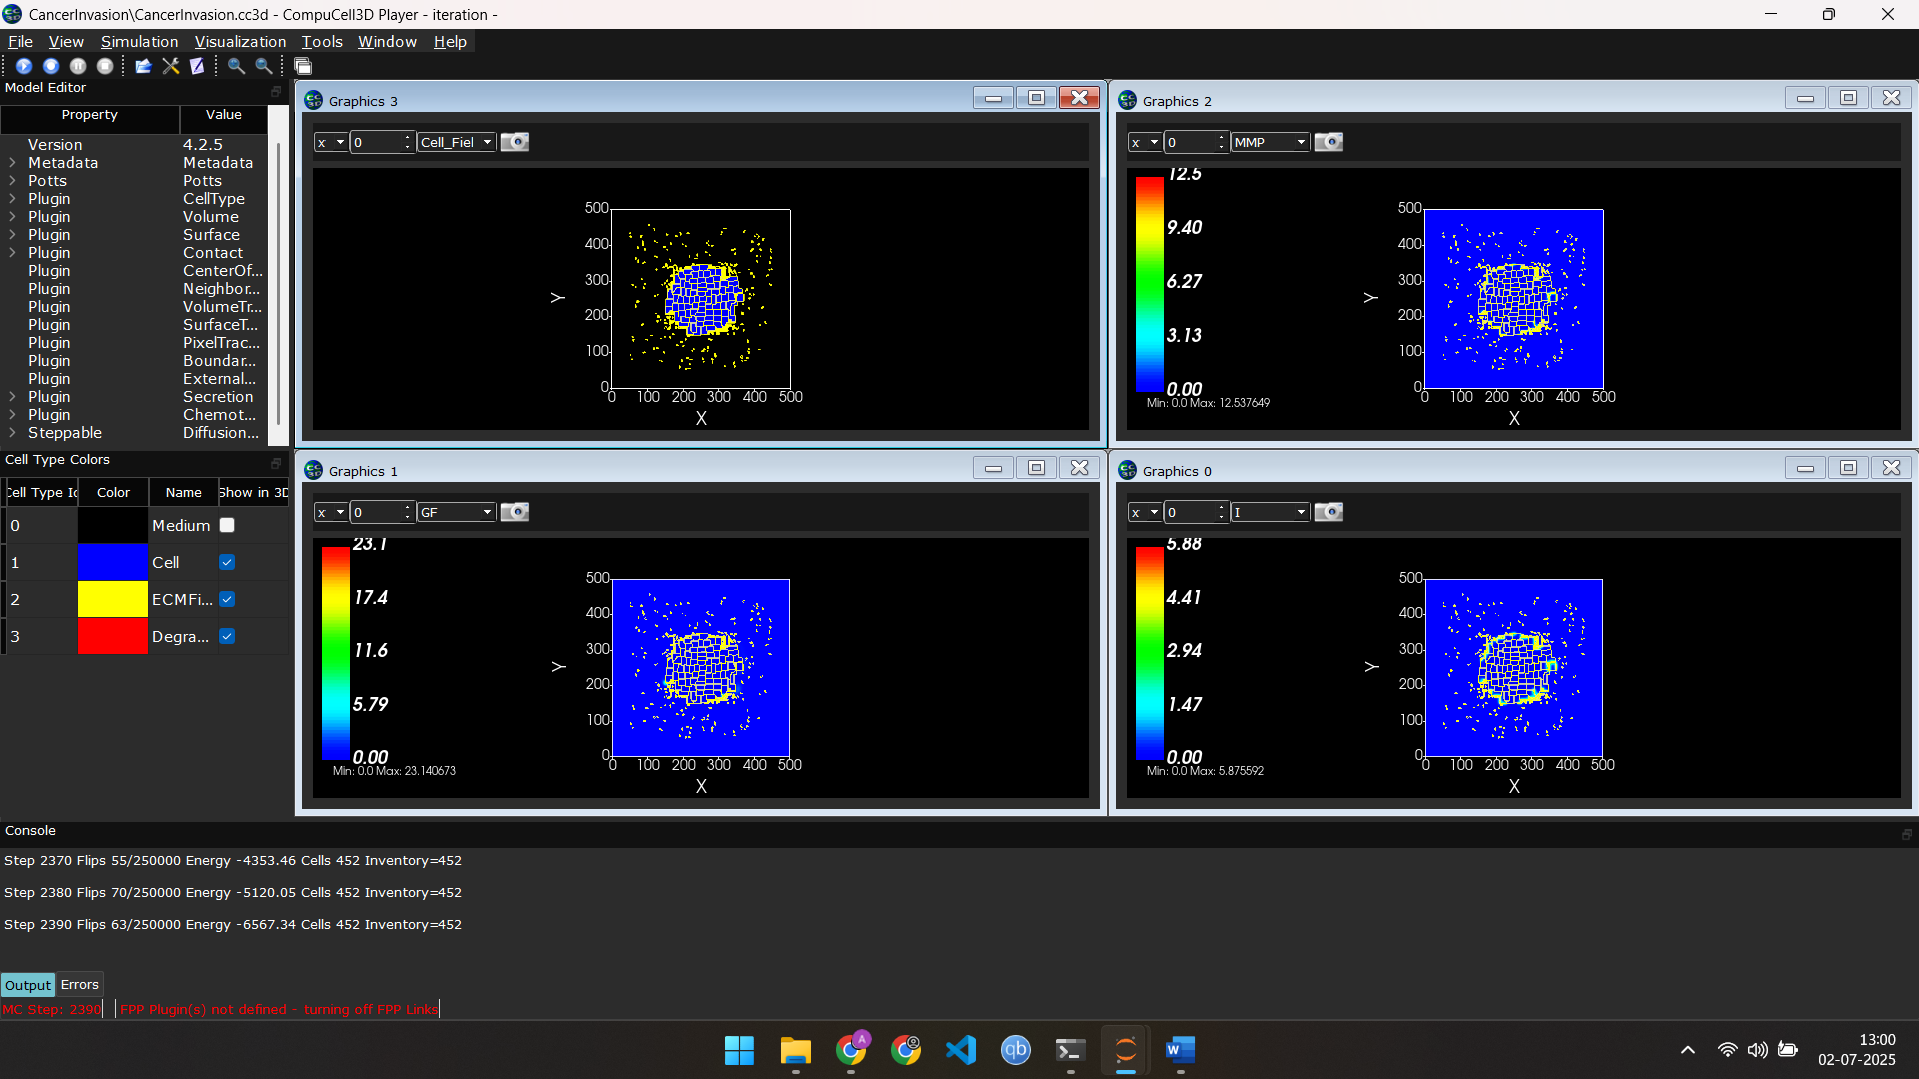 CancerInvasion\CancerInvasion.cc3d - CompuCell3D Player - iteration -
File View Simulation Visualization Tools Window Help
Model Editor
Property Value
Version 4.2.5
Metadata Metadata
Potts Potts
Plugin CellType
Plugin Volume
Plugin Surface
Plugin Contact
Plugin CenterOf...
Plugin Neighbor...
Plugin VolumeTr...
Plugin SurfaceT...
Plugin PixelTrac...
Plugin Boundar...
Plugin External...
Plugin Secretion
Plugin Chemot...
Steppable Diffusion...
Cell Type Colors
Cell Type Ic Color Name Show in 3D
0 Medium
1 Cell
2 ECMFi...
3 Degra...
Graphics 3
x 0 Cell_Fiel
500
400
300
200
100
0
0 100 200 300 400 500
X
Y
Graphics 2
x 0 MMP
12.5
9.40
6.27
3.13
0.00
Min: 0.0 Max: 12.537649
500
400
300
200
100
0
0 100 200 300 400 500
X
Y
Graphics 1
x 0 GF
23.1
17.4
11.6
5.79
0.00
Min: 0.0 Max: 23.140673
500
400
300
200
100
0
0 100 200 300 400 500
X
Y
Graphics 0
x 0 I
5.88
4.41
2.94
1.47
0.00
Min: 0.0 Max: 5.875592
500
400
300
200
100
0
0 100 200 300 400 500
X
Y
Console
Step 2370 Flips 55/250000 Energy -4353.46 Cells 452 Inventory=452
Step 2380 Flips 70/250000 Energy -5120.05 Cells 452 Inventory=452
Step 2390 Flips 63/250000 Energy -6567.34 Cells 452 Inventory=452
Output Errors
MC Step: 2390 FPP Plugin(s) not defined - turning off FPP Links
A
qb
W
13:00
02-07-2025